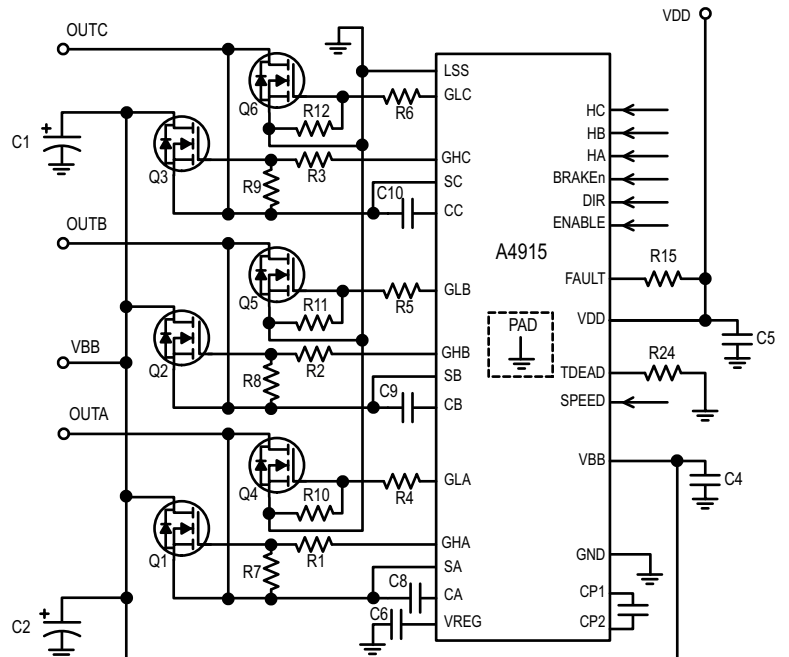 OUTC
VDD
LSS
GLC
Q6
R12
R6
HC
C1
+
Q3
GHC
HB
R9
R3
HA
SC
BRAKEn
C10
CC
DIR
OUTB
ENABLE
A4915
R15
Q5
GLB
FAULT
R11
R5
PAD
VDD
C5
VBB
Q2
GHB
R24
R8
R2
SB
TDEAD
C9
CB
SPEED
OUTA
VBB
Q4
GLA
C4
R10
R4
Q1
GHA
GND
R7
R1
SA
C8
CA
CP1
C2
+
C6
VREG
CP2